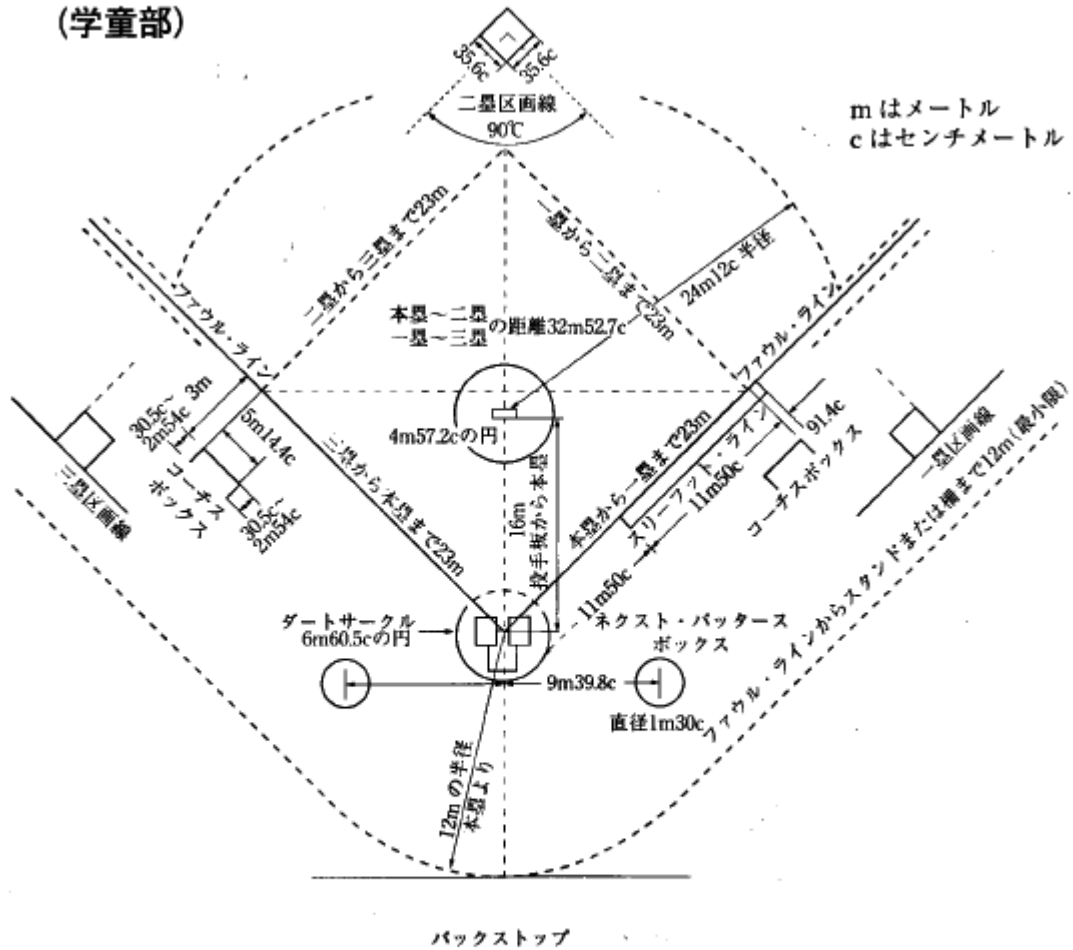 (学童部)
35.6c
35.6c
二塁区画線
90℃
mはメートル
cはセンチメートル
二塁から三塁まで23m
一塁から二塁まで23m
24m12c 半径
ファウル・ライン
ファウル・ライン
本塁～二塁
一塁～三塁
の距離32m52.7c
4m57.2cの円
30.5c～
2m54c
3m
5m14.4c
コーチス
ボックス
30.5c～
2m54c
三塁区画線
三塁から本塁まで23m
16m
投手板から本塁
本塁から一塁まで23m
スリーフット・ライン
11m50c
11m50c
91.4c
コーチスボックス
一塁区画線
ファウル・ラインからスタンドまたは柵まで12m(最小限)
ダートサークル
6m60.5cの円
ネクスト・バッタース
ボックス
9m39.8c
直径1m30c
12mの半径
本塁より
バックストップ